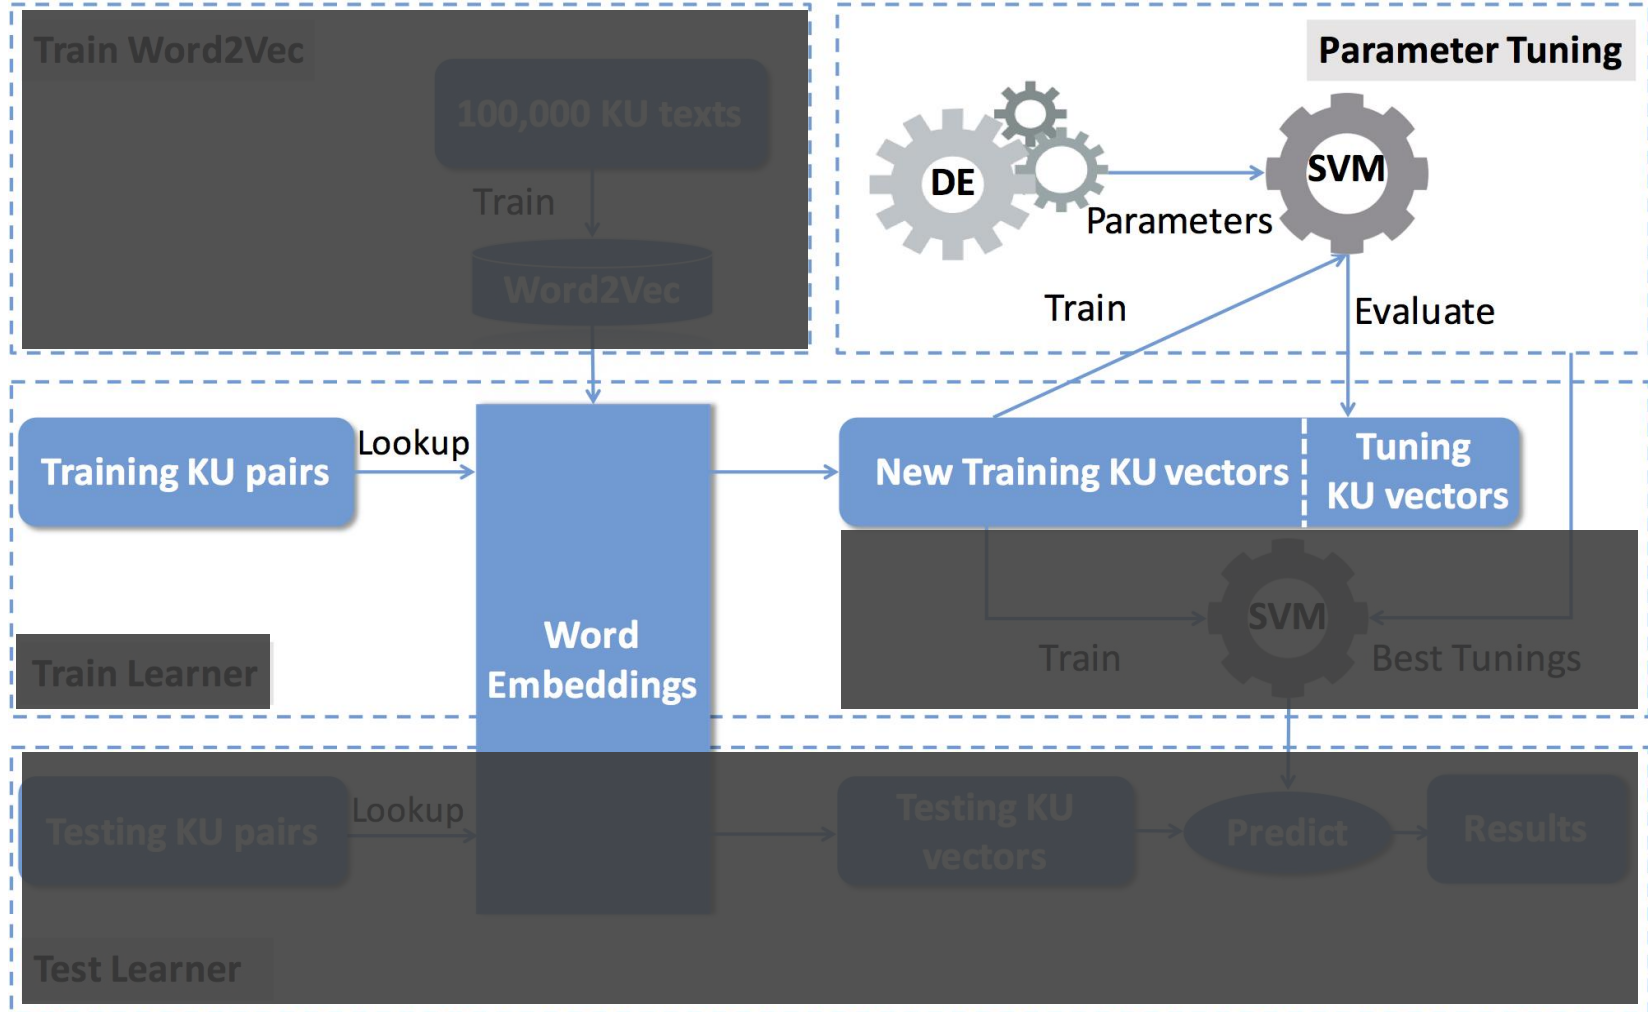 Train Word2Vec
100,000 KU texts
Train
Word2Vec
Parameter Tuning
DE
SVM
Parameters
Train
Evaluate
Training KU pairs
Lookup
New Training KU vectors
Tuning
KU vectors
Word
Embeddings
SVM
Train
Best Tunings
Train Learner
Testing KU pairs
Lookup
Testing KU
vectors
Predict
Results
Test Learner